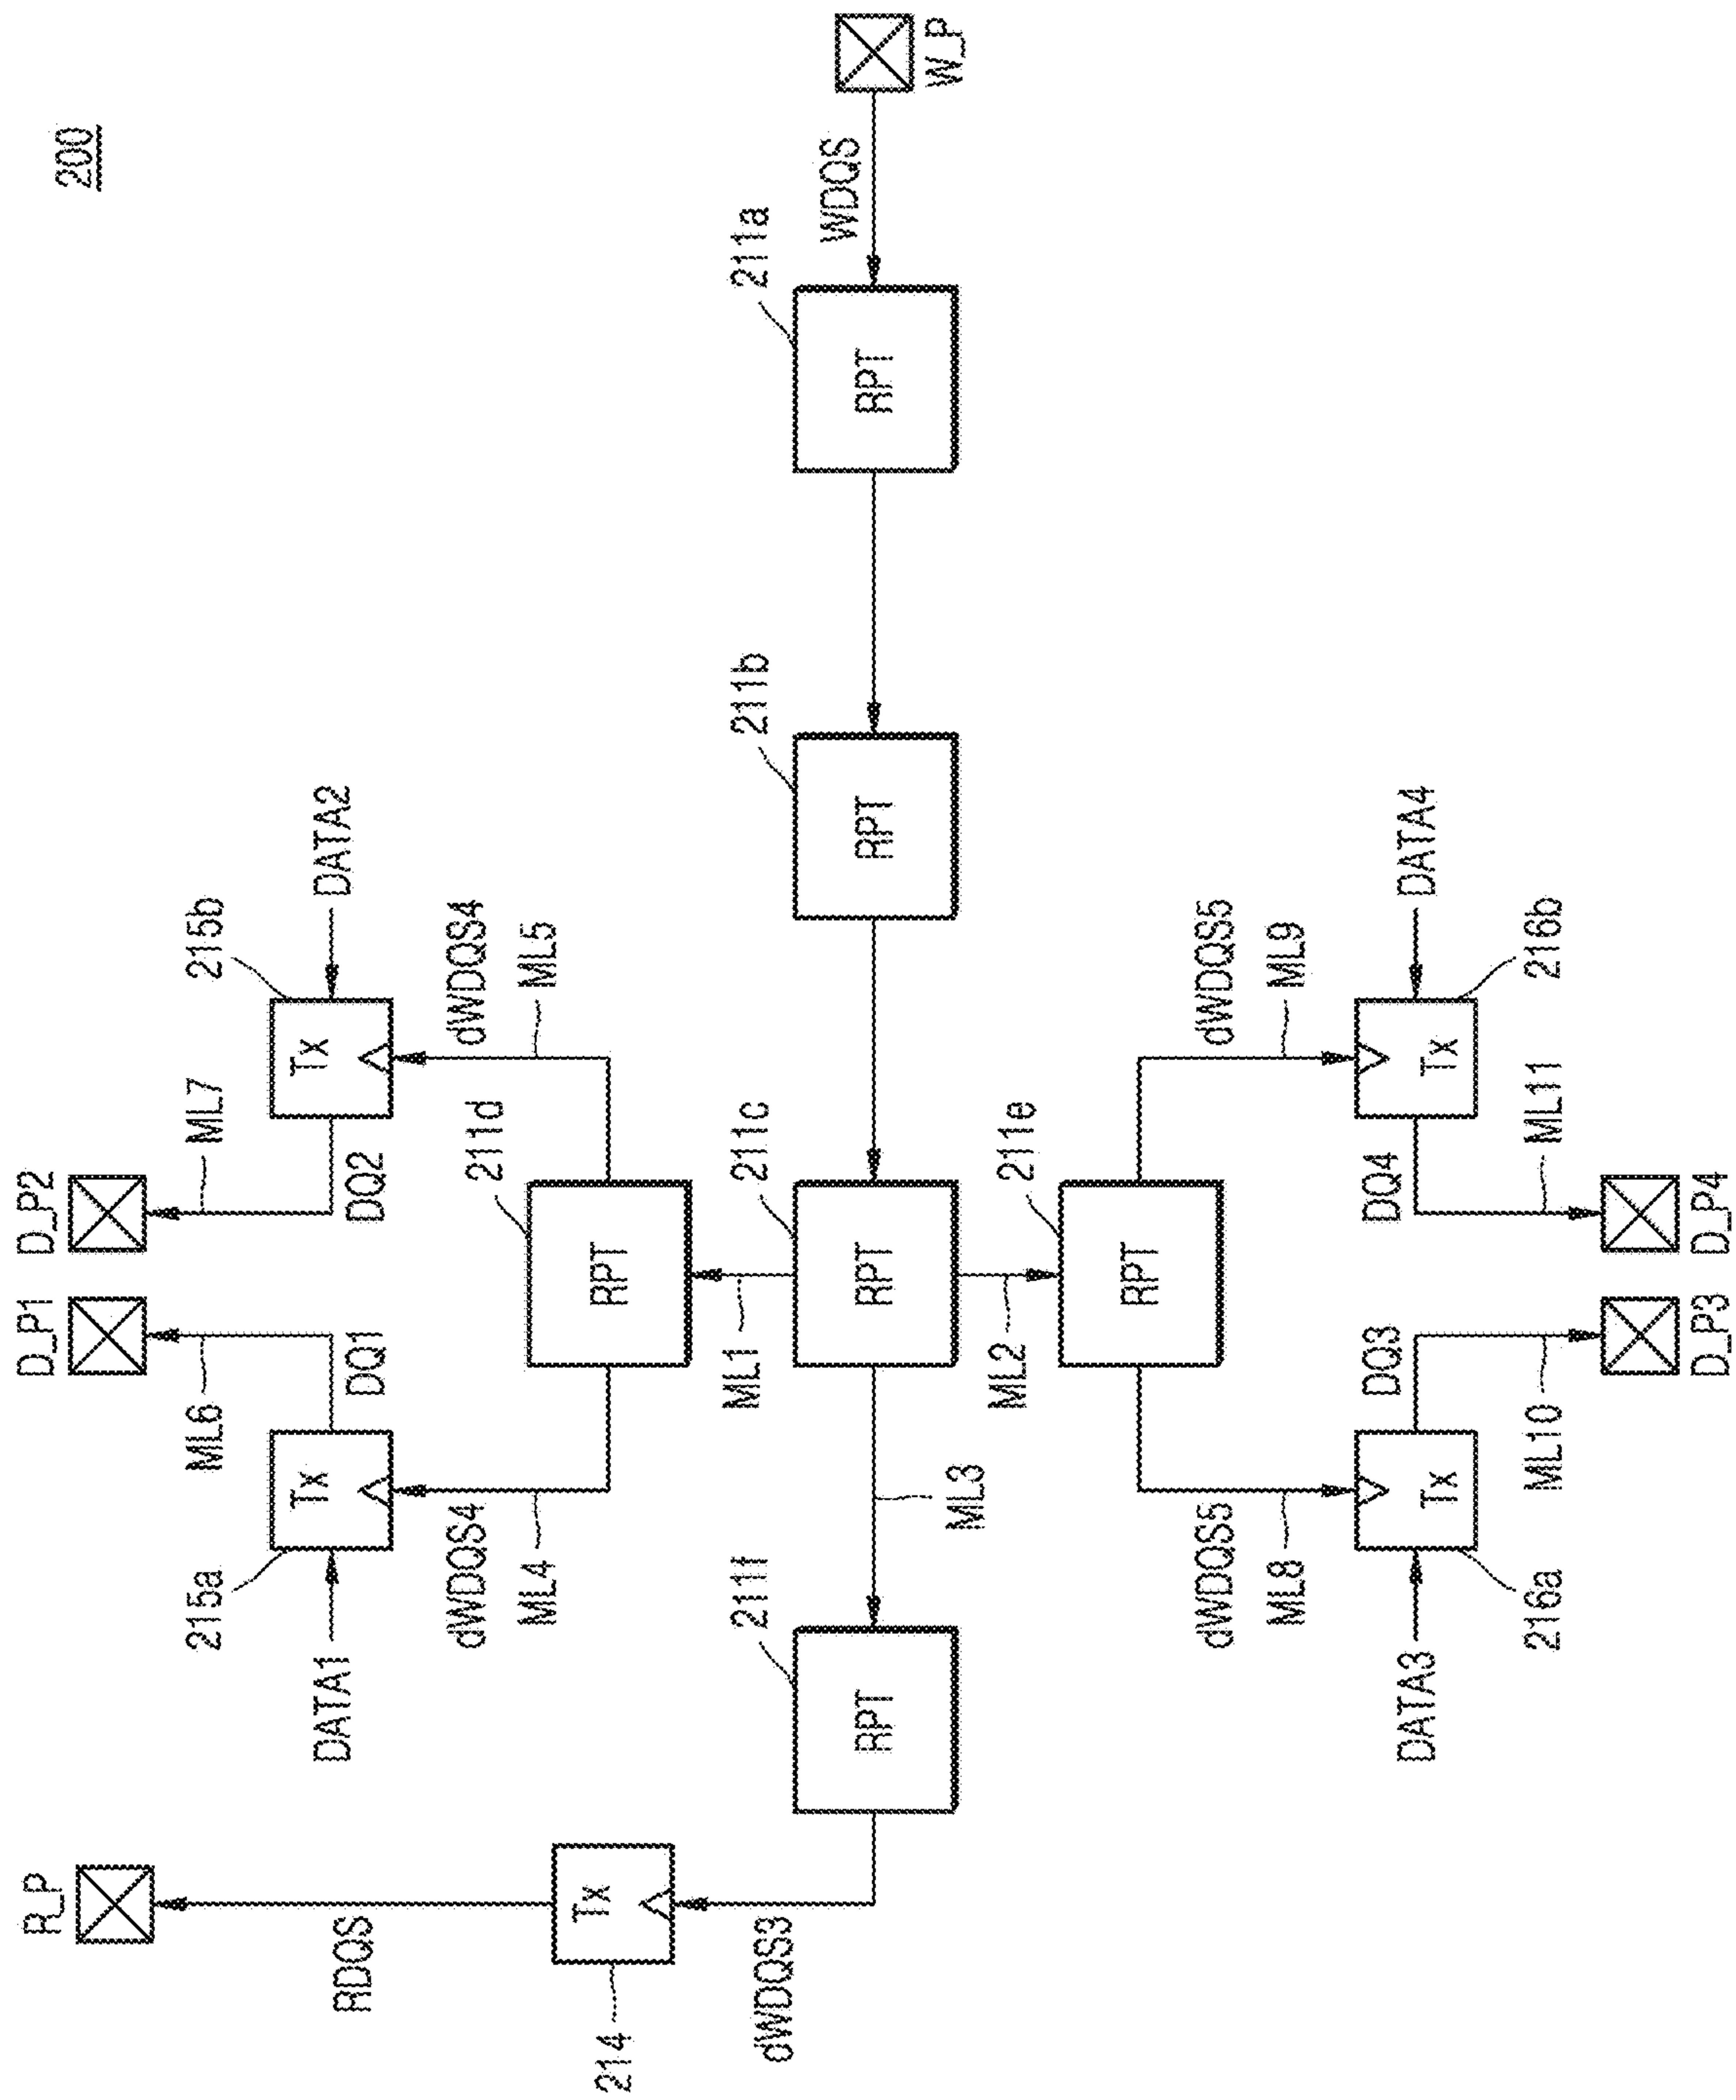 200
R_P
RDQS
214
Tx
dWDQS3
D_P1
D_P2
ML6
ML7
DQ1
DQ2
215a
215b
DATA1
Tx
Tx
DATA2
dWDQS4
dWDQS4
ML4
ML5
211d
RPT
ML1
211f
211c
211b
211a
RPT
RPT
RPT
RPT
WDQS
W_P
ML3
ML2
211e
RPT
dWDQS5
dWDQS5
ML8
ML9
DATA3
Tx
Tx
DATA4
DQ3
DQ4
216a
216b
ML10
ML11
D_P3
D_P4